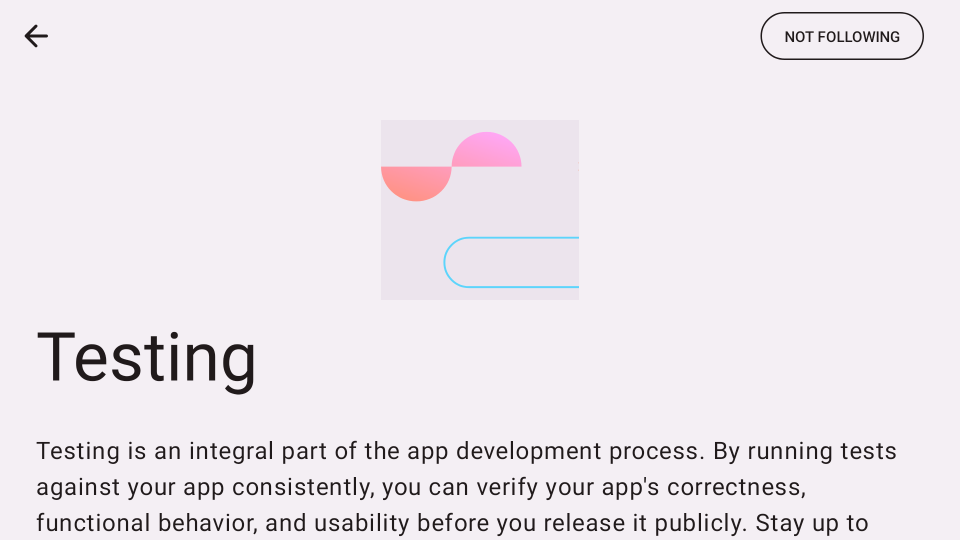 NOT FOLLOWING
Testing
Testing is an integral part of the app development process. By running tests
against your app consistently, you can verify your app's correctness,
functional behavior, and usability before you release it publicly. Stay up to